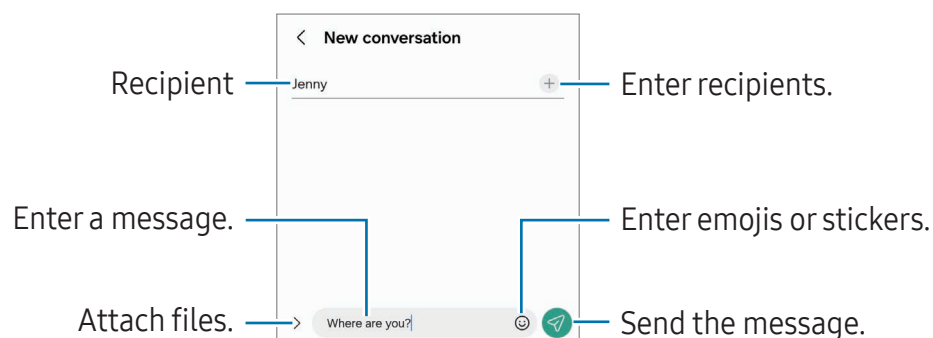 New conversation
Recipient
Jenny
Enter recipients.
Enter a message.
Enter emojis or stickers.
Attach files.
Where are you?
Send the message.